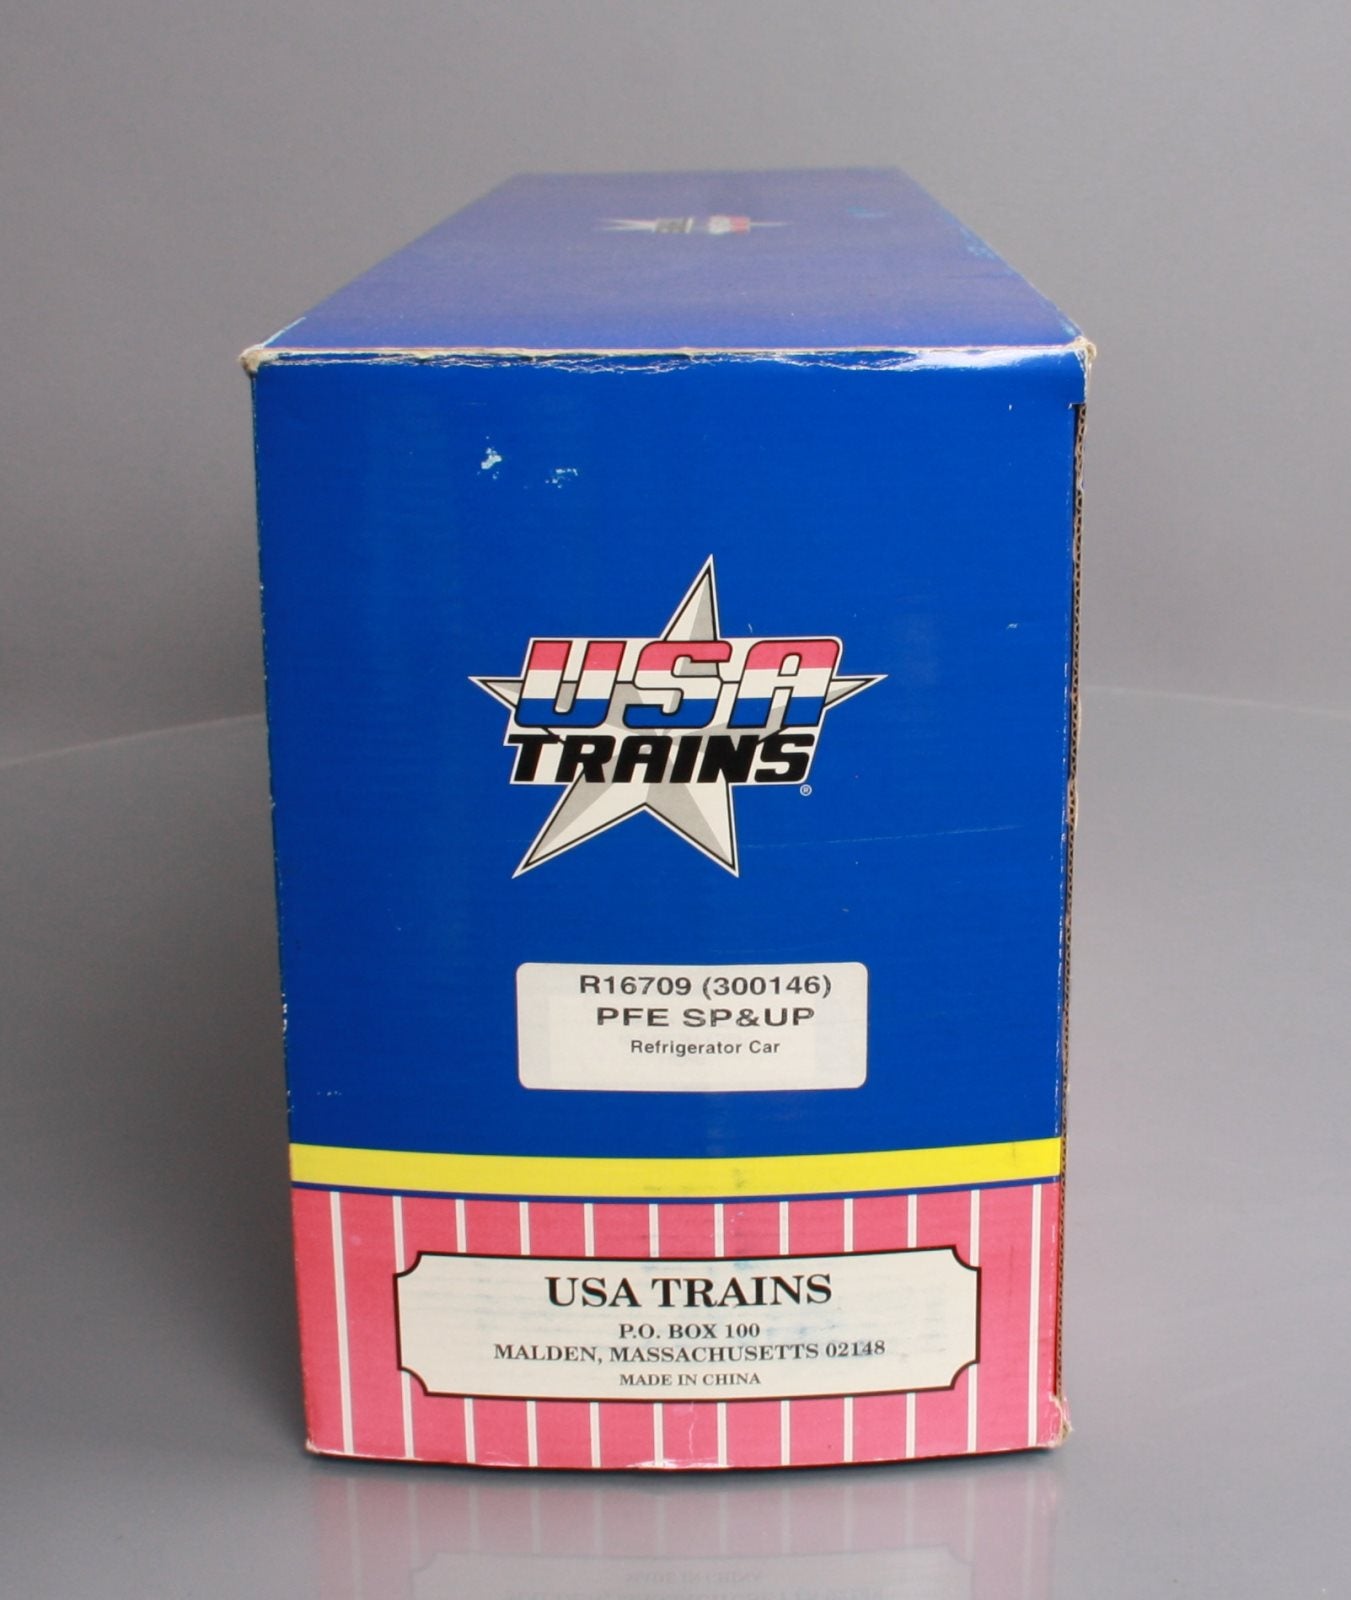 USA
TRAINS
®
R16709 (300146)
PFE SP&UP
Refrigerator Car
USA TRAINS
P.O. BOX 100
MALDEN, MASSACHUSETTS 02148
MADE IN CHINA